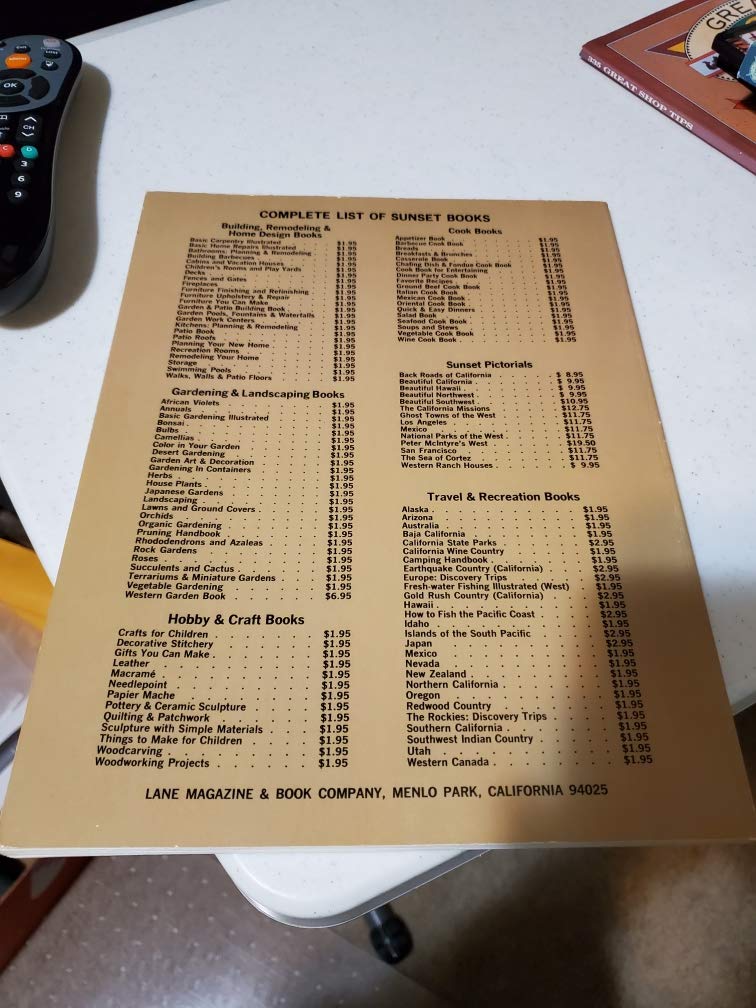 COMPLETE LIST OF SUNSET BOOKS
Building, Remodeling &
Home Design Books
Basic Carpentry Illustrated . . . $1.95
Basic Home Repairs Illustrated . . . $1.95
Bathrooms, Planning & Remodeling . . . $1.95
Building Barbecues . . . $1.95
Cabins and Vacation Houses . . . $1.95
Children's Rooms and Play Yards . . . $1.95
Decks . . . $1.95
Fences and Gates . . . $1.95
Fireplaces . . . $1.95
Furniture Finishing and Refinishing . . . $1.95
Furniture Upholstery & Repair . . . $1.95
Furniture You Can Make . . . $1.95
Garden & Patio Building Book . . . $1.95
Garden Pools, Fountains & Waterfalls $1.95
Garden Work Centers . . . $1.95
Kitchens: Planning & Remodeling . . . $1.95
Patio Book . . . $1.95
Patio Roofs . . . $1.95
Planning Your New Home . . . $1.95
Recreation Rooms . . . $1.95
Remodeling Your Home . . . $1.95
Storage . . . $1.95
Swimming Pools . . . $1.95
Walks, Walls & Patio Floors . . . $1.95
Gardening & Landscaping Books
African Violets . . . $1.95
Annuals . . . $1.95
Basic Gardening Illustrated . . . $1.95
Bonsai . . . $1.95
Bulbs . . . $1.95
Camellias . . . $1.95
Color in Your Garden . . . $1.95
Desert Gardening . . . $1.95
Garden Art & Decoration . . . $1.95
Gardening In Containers . . . $1.95
Herbs . . . $1.95
House Plants . . . $1.95
Japanese Gardens . . . $1.95
Landscaping . . . $1.95
Lawns and Ground Covers . . . $1.95
Orchids . . . $1.95
Organic Gardening . . . $1.95
Pruning Handbook . . . $1.95
Rhododendrons and Azaleas . . . $1.95
Rock Gardens . . . $1.95
Roses . . . $1.95
Succulents and Cactus . . . $1.95
Terrariums & Miniature Gardens . . . $1.95
Vegetable Gardening . . . $1.95
Western Garden Book . . . $6.95
Hobby & Craft Books
Crafts for Children . . . $1.95
Decorative Stitchery . . . $1.95
Gifts You Can Make . . . $1.95
Leather . . . $1.95
Macramé . . . $1.95
Needlepoint . . . $1.95
Papier Mache . . . $1.95
Pottery & Ceramic Sculpture . . . $1.95
Quilting & Patchwork . . . $1.95
Sculpture with Simple Materials . . . $1.95
Things to Make for Children . . . $1.95
Woodcarving . . . $1.95
Woodworking Projects . . . $1.95
Cook Books
Appetizer Book . . . $1.95
Barbecue Cook Book . . . $1.95
Breads . . . $1.95
Breakfasts & Brunches . . . $1.95
Casserole Book . . . $1.95
Chafing Dish & Fondue Cook Book $1.95
Cook Book for Entertaining . . . $1.95
Dinner Party Cook Book . . . $1.95
Favorite Recipes . . . $1.95
Ground Beef Cook Book . . . $1.95
Italian Cook Book . . . $1.95
Mexican Cook Book . . . $1.95
Oriental Cook Book . . . $1.95
Quick & Easy Dinners . . . $1.95
Salad Book . . . $1.95
Seafood Cook Book . . . $1.95
Soups and Stews . . . $1.95
Vegetable Cook Book . . . $1.95
Wine Cook Book . . . $1.95
Sunset Pictorials
Back Roads of California . . . $ 8.95
Beautiful California . . . $ 9.95
Beautiful Hawaii . . . $ 9.95
Beautiful Northwest . . . $ 9.95
Beautiful Southwest . . . $10.95
The California Missions . . . $12.75
Ghost Towns of the West . . . $11.75
Los Angeles . . . $11.75
Mexico . . . $11.75
National Parks of the West . . . $11.75
Peter McIntyre's West . . . $19.50
San Francisco . . . $11.75
The Sea of Cortez . . . $11.75
Western Ranch Houses . . . $ 9.95
Travel & Recreation Books
Alaska . . . $1.95
Arizona . . . $1.95
Australia . . . $1.95
Baja California . . . $1.95
California State Parks . . . $2.95
California Wine Country . . . $1.95
Camping Handbook . . . $1.95
Earthquake Country (California) . . . $2.95
Europe: Discovery Trips . . . $2.95
Fresh-water Fishing Illustrated (West) . $1.95
Gold Rush Country (California) . . . $2.95
Hawaii . . . $1.95
How to Fish the Pacific Coast . . . $2.95
Idaho . . . $1.95
Islands of the South Pacific $2.95
Japan . . . $2.95
Mexico . . . $1.95
Nevada . . . $1.95
New Zealand . . . $1.95
Northern California . . . $1.95
Oregon . . . $1.95
Redwood Country . . . $1.95
The Rockies: Discovery Trips . . . $1.95
Southern California . . . $1.95
Southwest Indian Country . . . $1.95
Utah . . . $1.95
Western Canada . . . $1.95
LANE MAGAZINE & BOOK COMPANY, MENLO PARK, CALIFORNIA 94025
335 GREAT SHOP TIPS
GRE
OK
CH
3
6
9